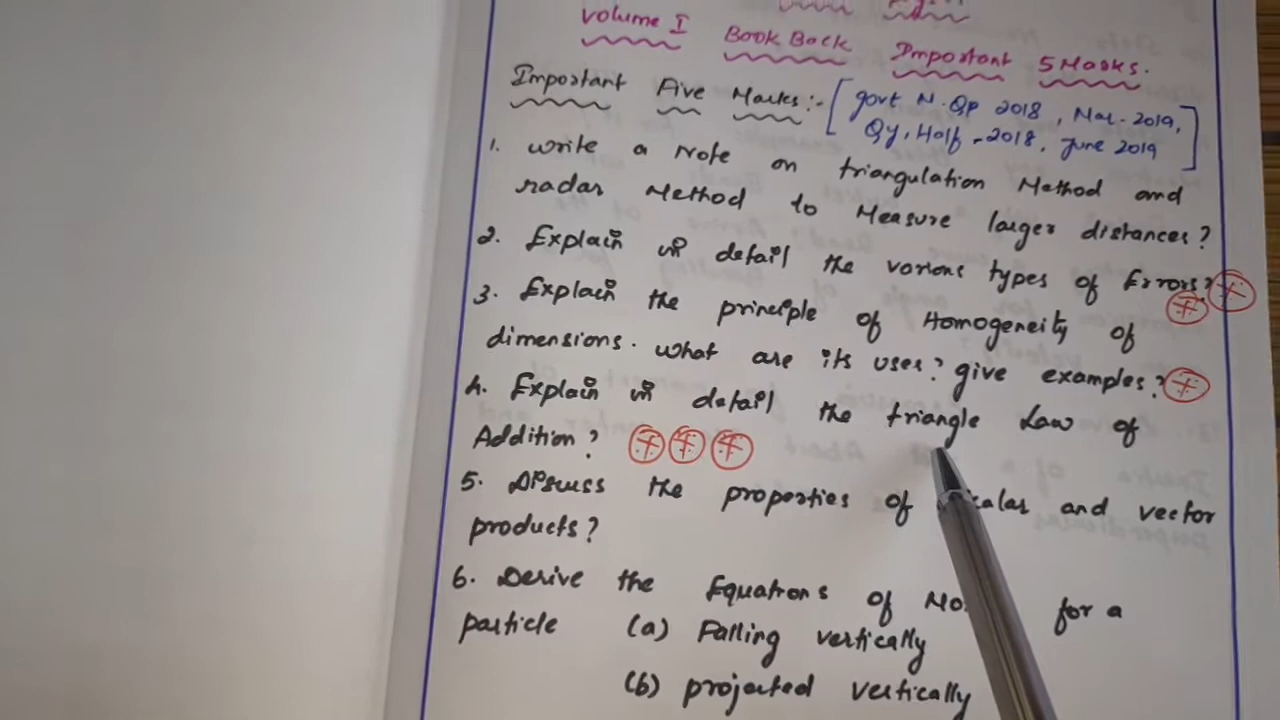 Volume I Book Back Important 5 Marks.
Important Five Marks:- [govt M. Qp 2018, Mar-2019,
Qy, Half-2018, June 2019]
1. Write a Note on triangulation Method and
radar Method to Measure larger distances?
2. Explain in detail the various types of Errors?
3. Explain the principle of Homogeneity of
dimensions. What are its uses? give examples?
4. Explain in detail the triangle Law of
Addition?
5. Discuss the properties of and vector
products?
6. Derive the Equations of for a
particle (a) Falling vertically
(b) projected vertically